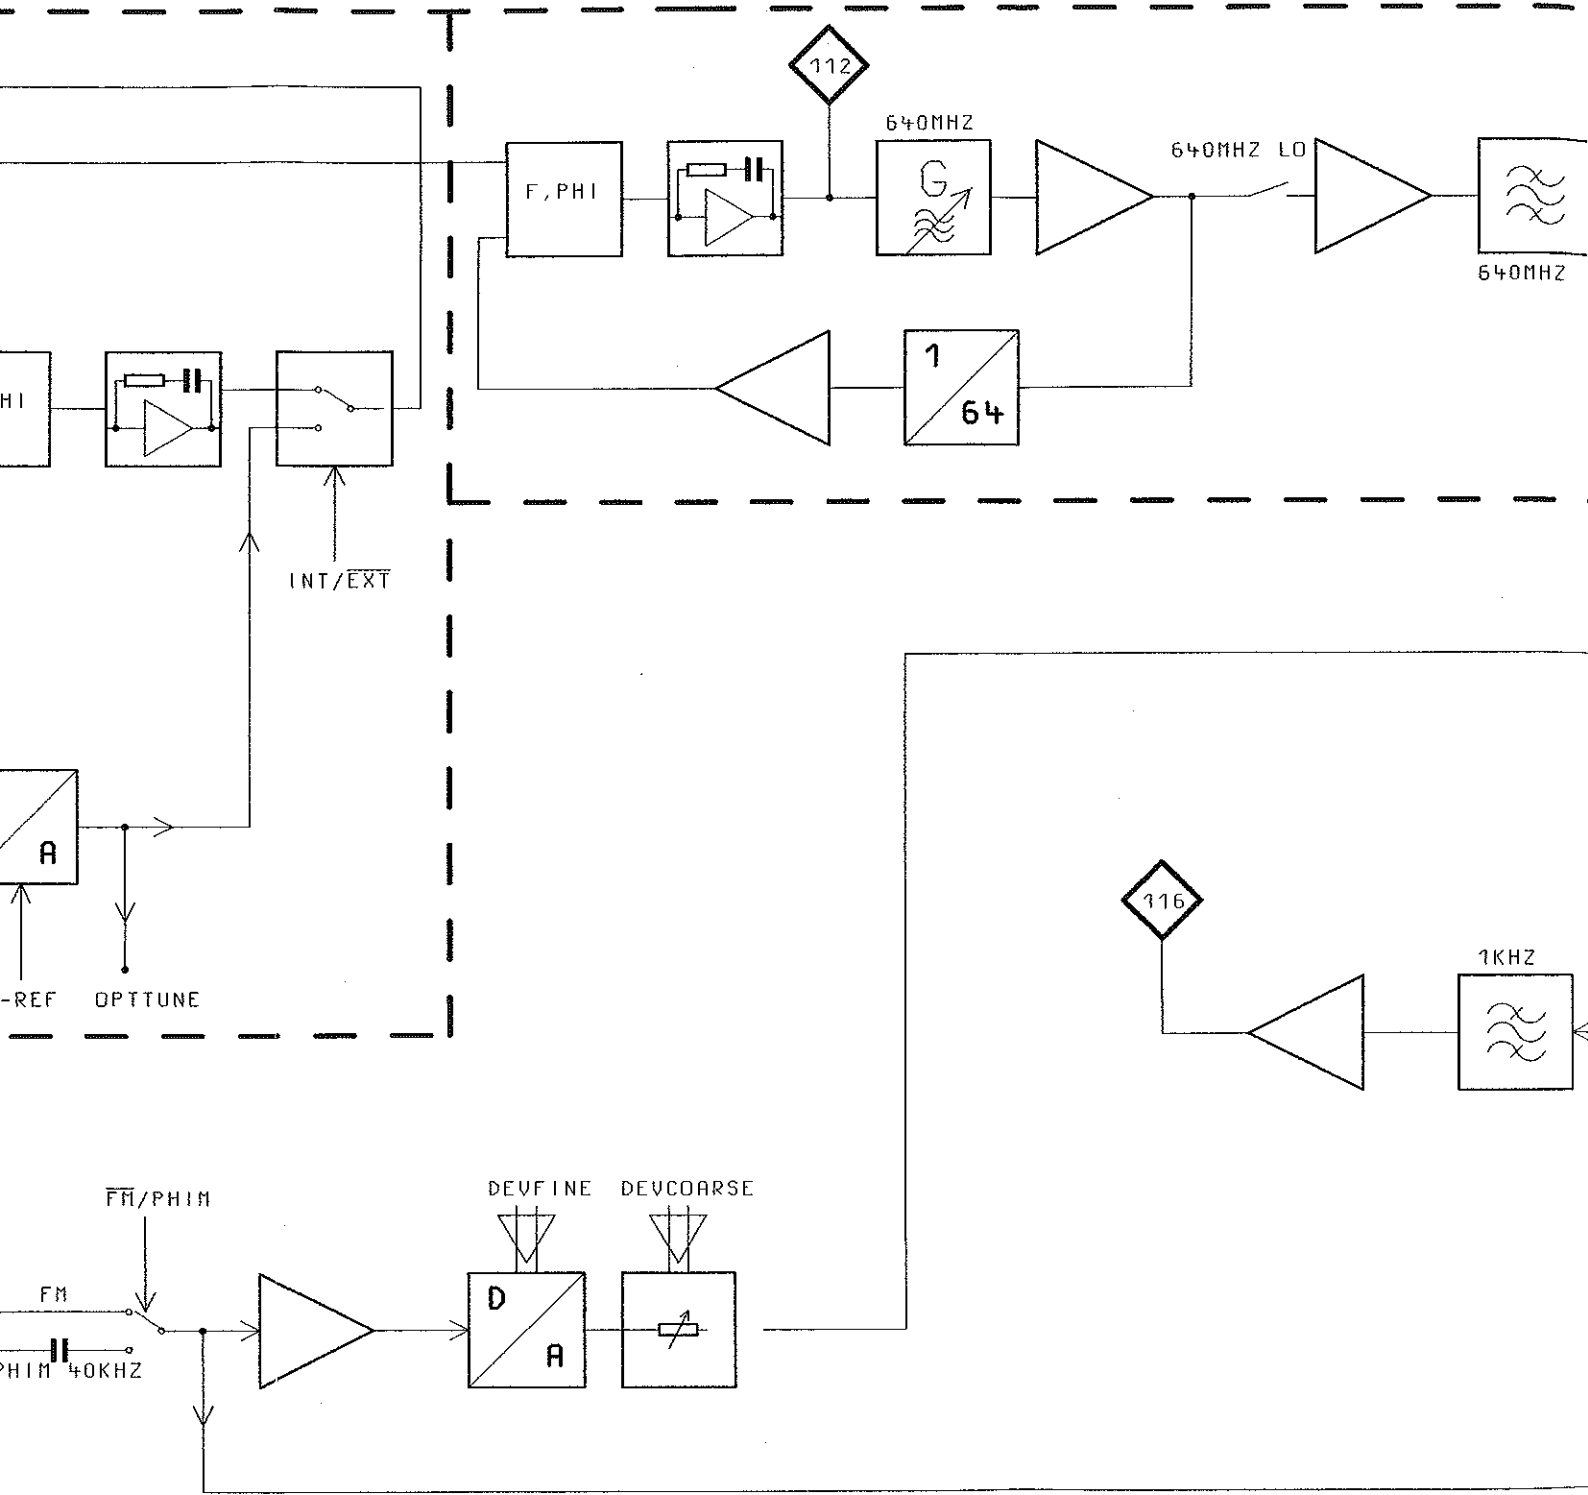 112
640MHZ
640MHZ LO
G
F,PHI
640MHZ
1
64
HI
INT/EXT
A
116
-REF
OPTTUNE
1KHZ
DEVFINE
DEVCOARSE
FM/PHIM
FM
D
A
PHIM
40KHZ